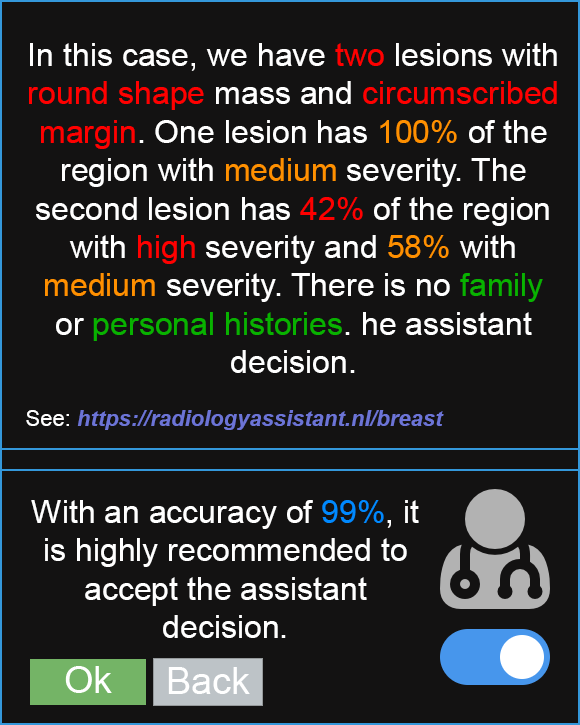 In this case, we have two lesions with
round shape mass and circumscribed
margin. One lesion has 100% of the
region with medium severity. The
second lesion has 42% of the region
with high severity and 58% with
medium severity. There is no family
or personal histories. he assistant
decision.
See: https://radiologyassistant.nl/breast
With an accuracy of 99%, it
is highly recommended to
accept the assistant
decision.
Ok
Back